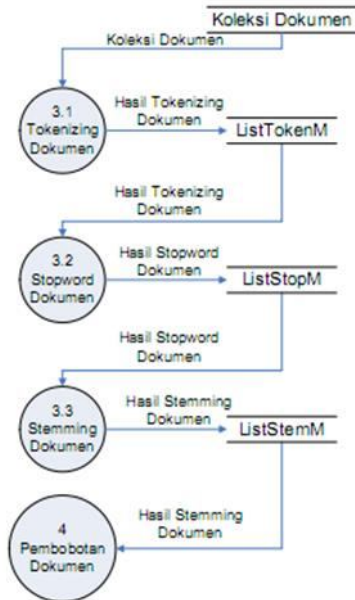 Koleksi Dokumen
Koleksi Dokumen
3.1
Tokenizing
Dokumen
Hasil Tokenizing
Dokumen
ListTokenM
Hasil Tokenizing
Dokumen
3.2
Stopword
Dokumen
Hasil Stopword
Dokumen
ListStopM
Hasil Stopword
Dokumen
3.3
Stemming
Dokumen
Hasil Stemming
Dokumen
ListStemM
Hasil Stemming
Dokumen
4
Pembobotan
Dokumen